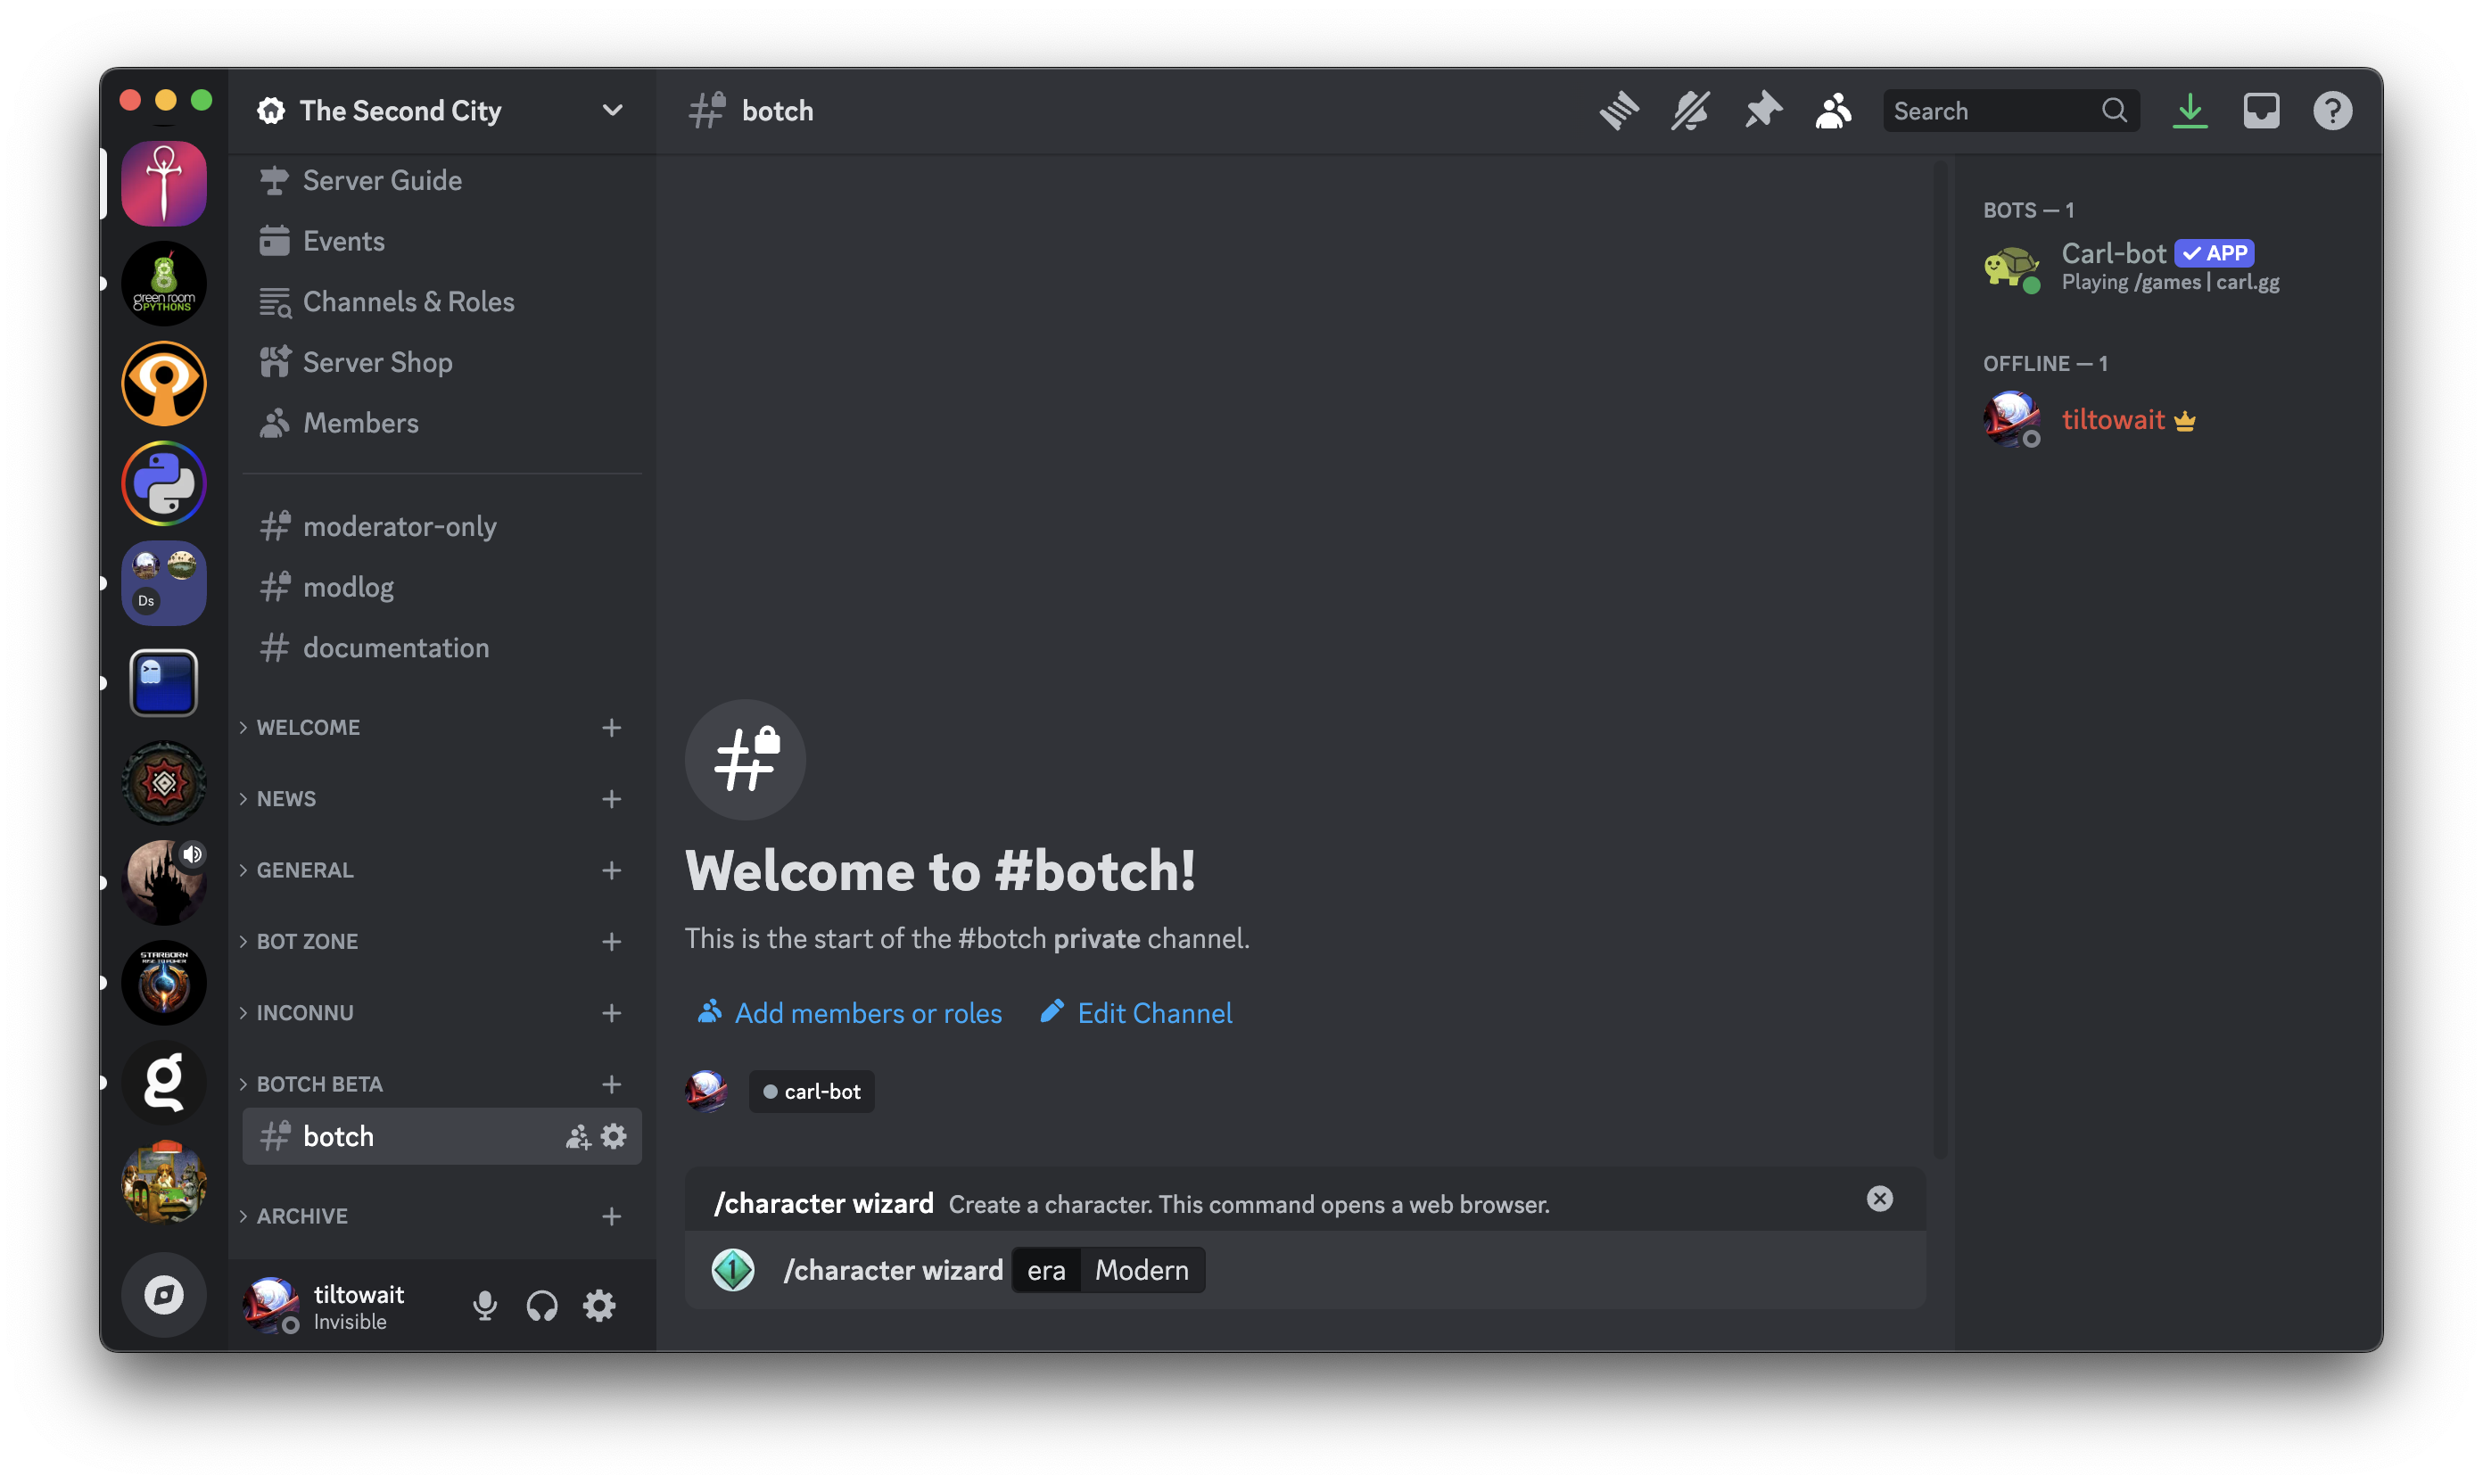 The Second City
Server Guide
Events
Channels & Roles
Server Shop
Members
moderator-only
modlog
documentation
WELCOME
NEWS
GENERAL
BOT ZONE
INCONNU
BOTCH BETA
botch
ARCHIVE
tiltowait
Invisible
green room
PYTHONS
Ds
STARBORN
RISE TO POWER
g
botch
Search
Welcome to #botch!
This is the start of the #botch private channel.
Add members or roles
Edit Channel
carl-bot
/character wizard Create a character. This command opens a web browser.
1
/character wizard era Modern
BOTS — 1
Carl-bot APP
Playing /games | carl.gg
OFFLINE — 1
tiltowait